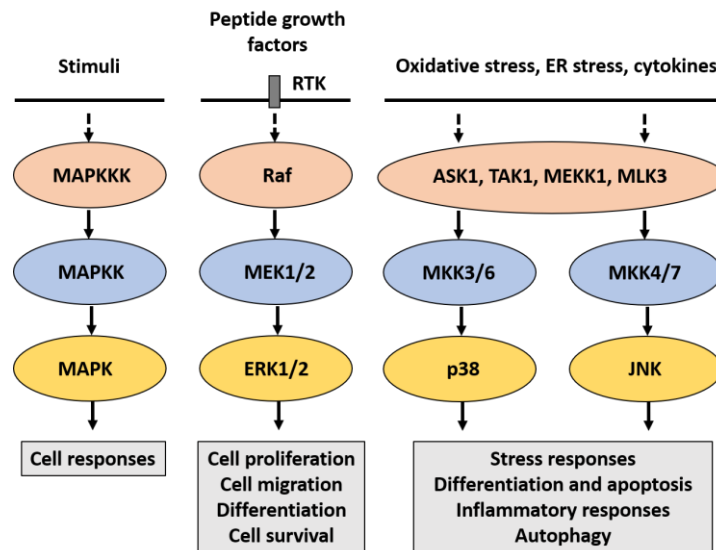 Stimuli
MAPKKK
MAPKK
MAPK
Cell responses
Peptide growth
factors
RTK
Raf
MEK1/2
ERK1/2
Cell proliferation
Cell migration
Differentiation
Cell survival
Oxidative stress, ER stress, cytokines
ASK1, TAK1, MEKK1, MLK3
MKK3/6
MKK4/7
p38
JNK
Stress responses
Differentiation and apoptosis
Inflammatory responses
Autophagy